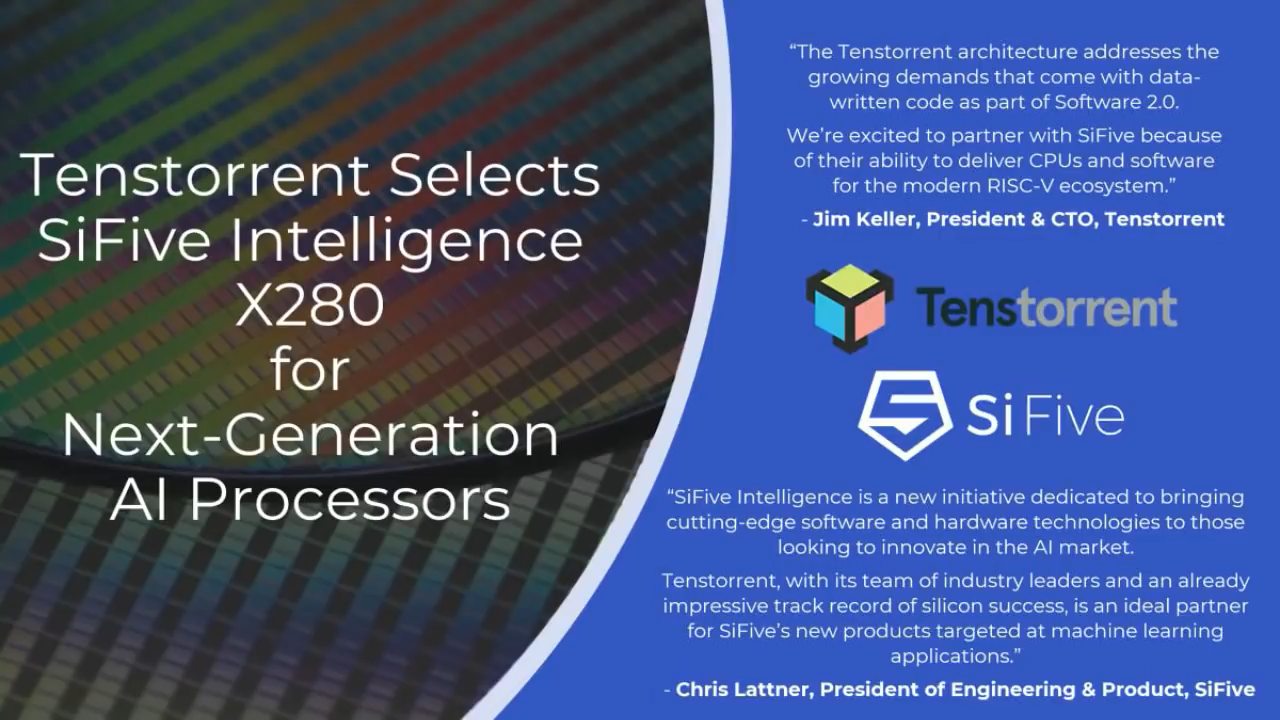 Tenstorrent Selects
SiFive Intelligence
X280
for
Next-Generation
AI Processors
“The Tenstorrent architecture addresses the
growing demands that come with data-
written code as part of Software 2.0.
We’re excited to partner with SiFive because
of their ability to deliver CPUs and software
for the modern RISC-V ecosystem.”
- Jim Keller, President & CTO, Tenstorrent
Tenstorrent
SiFive
“SiFive Intelligence is a new initiative dedicated to bringing
cutting-edge software and hardware technologies to those
looking to innovate in the AI market.
Tenstorrent, with its team of industry leaders and an already
impressive track record of silicon success, is an ideal partner
for SiFive’s new products targeted at machine learning
applications.”
- Chris Lattner, President of Engineering & Product, SiFive